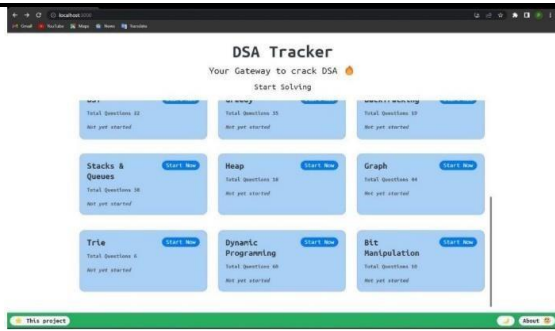 localhost:3000
Gmail YouTube Maps News Translate
DSA Tracker
Your Gateway to crack DSA 🔥
Start Solving
Total Questions
Not yet started
Total Questions 35
Not yet started
Total Questions
Not yet started
Stacks & Queues Start Now
Total Questions 38
Not yet started
Heap Start Now
Total Questions 18
Not yet started
Graph Start Now
Total Questions 44
Not yet started
Trie Start Now
Total Questions 6
Not yet started
Dynamic Programming Start Now
Total Questions 60
Not yet started
Bit Manipulation Start Now
Total Questions 10
Not yet started
⭐ This project
About